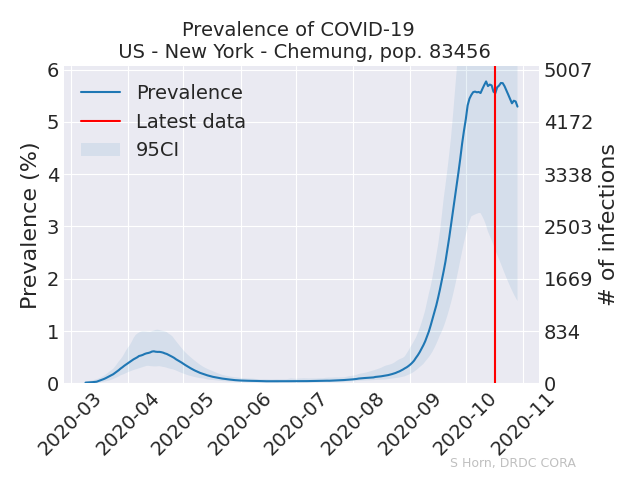 Prevalence of COVID-19
US - New York - Chemung, pop. 83456
Prevalence
Latest data
95CI
Prevalence (%)
6
5
4
3
2
1
0
5007
4172
3338
2503
1669
834
0
# of infections
2020-03
2020-04
2020-05
2020-06
2020-07
2020-08
2020-09
2020-10
2020-11
S Horn, DRDC CORA